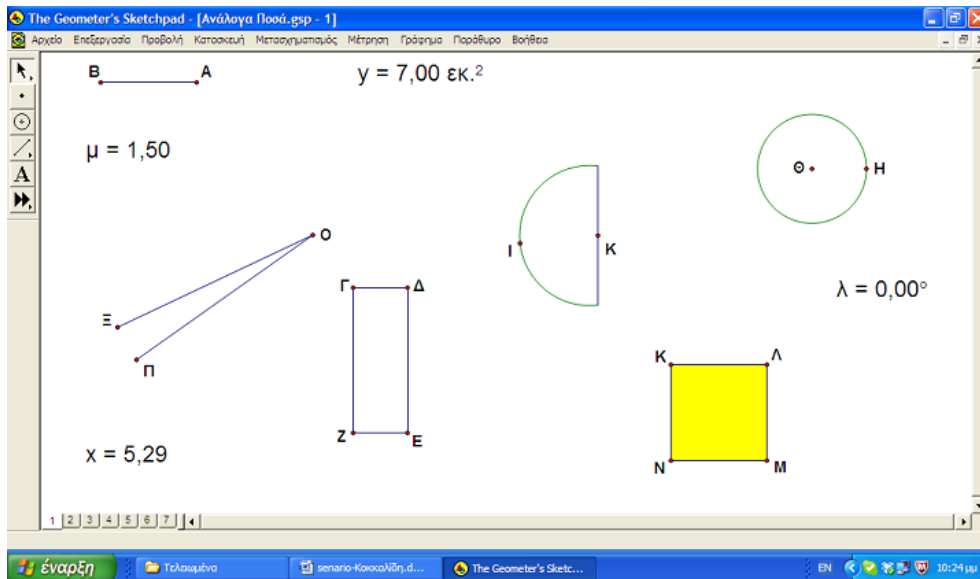 The Geometer's Sketchpad - [Ανάλογα Ποσά.gsp - 1]
Αρχείο Επεξεργασία Προβολή Κατασκευή Μετασχηματισμός Μέτρηση Γράφημα Παράθυρο Βοήθεια
Β Α
y = 7,00 εκ.²
μ = 1,50
Θ Η
Ο
Ι Κ
Γ Δ
λ = 0,00°
Ξ
Π
Κ Λ
Ζ Ε
x = 5,29
Ν Μ
A
1 2 3 4 5 6 7
έναρξη Τελειωμένα senario-Κοκκαλίδη.d... The Geometer's Sketc... EN 10:24 μμ